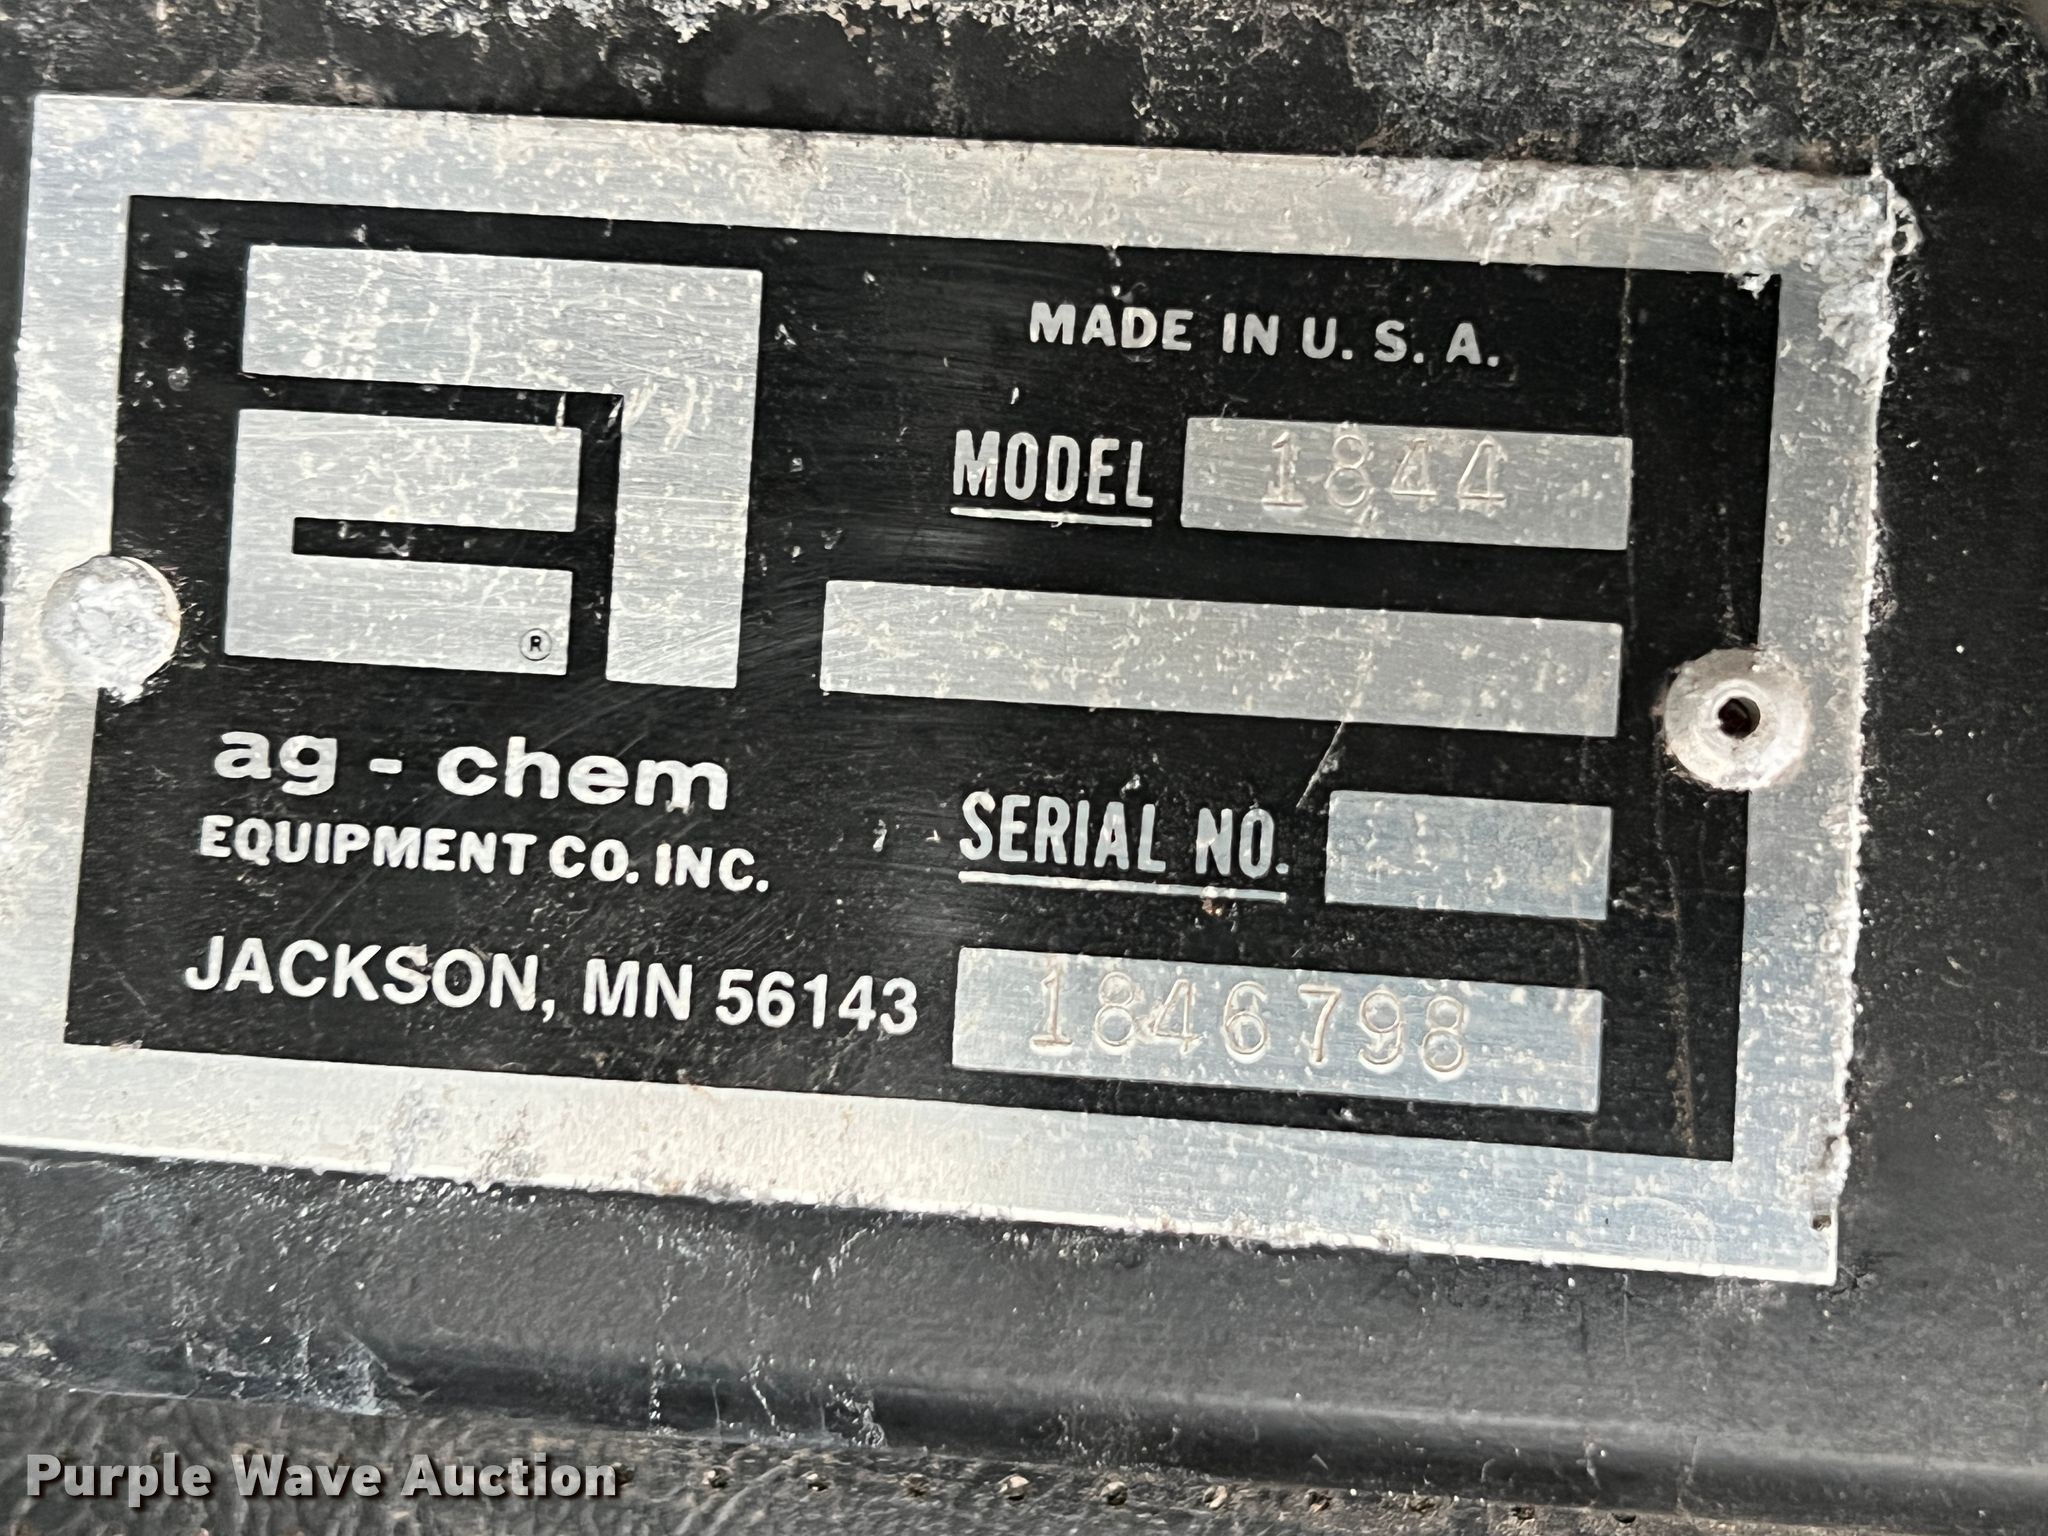 MADE IN U. S. A.
MODEL 1844
®
ag - chem
EQUIPMENT CO. INC.
JACKSON, MN 56143
SERIAL NO.
1846798
Purple Wave Auction